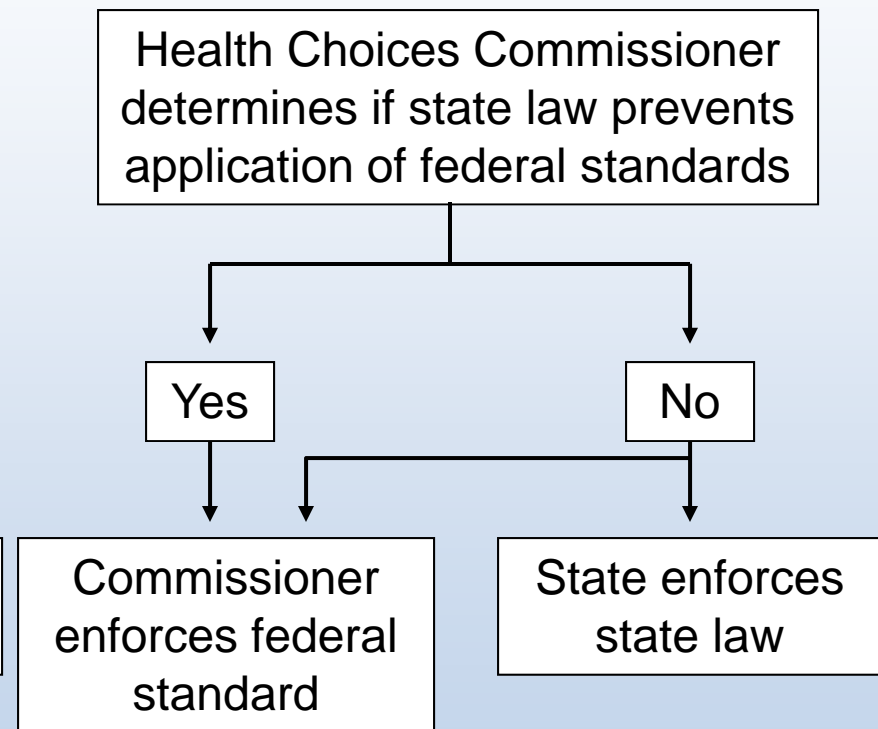 Health Choices Commissioner
determines if state law prevents
application of federal standards
Yes
No
Commissioner
enforces federal
standard
State enforces
state law